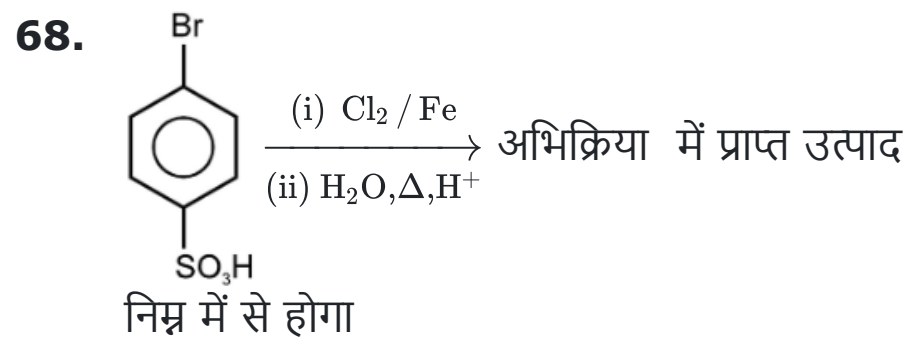 68.
Br
(i) Cl₂ / Fe
(ii) H₂O,Δ,H⁺
अभिक्रिया में प्राप्त उत्पाद
SO₃H
निम्न में से होगा